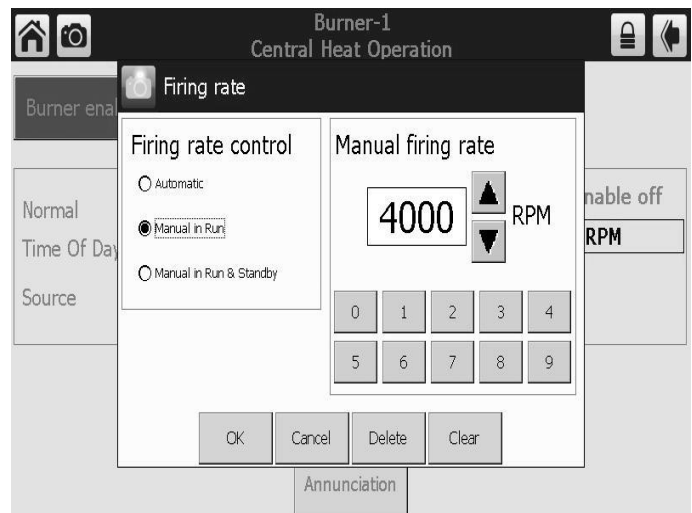 Burner-1
Central Heat Operation
Firing rate
Burner enal
Firing rate control
Automatic
Manual in Run
Manual in Run & Standby
Manual firing rate
4000 RPM
0 1 2 3 4
5 6 7 8 9
OK Cancel Delete Clear
Normal
Time Of Day
Source
nable off
RPM
Annunciation